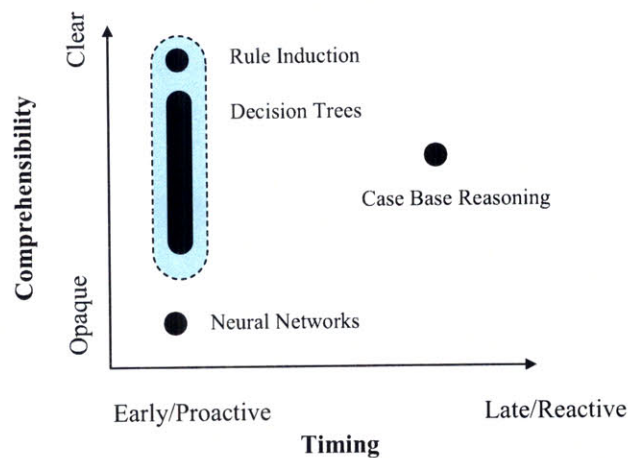 Clear
Rule Induction
Decision Trees
Comprehensibility
Case Base Reasoning
Opaque
Neural Networks
Early/Proactive
Late/Reactive
Timing